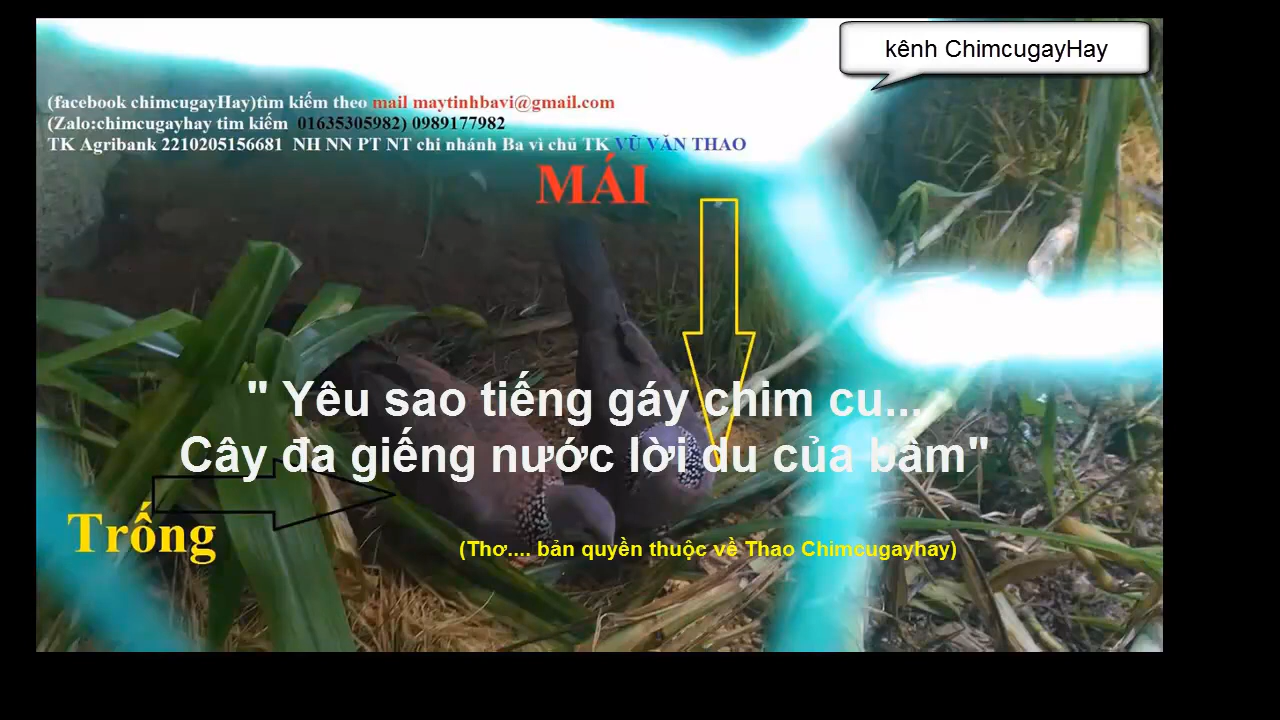 kênh ChimcugayHay
(facebook chimcugayHay)tìm kiếm theo mail maytinhbavi@gmail.com
(Zalo:chimcugayhay tim kiếm 01635305982) 0989177982
TK Agribank 2210205156681 NH NN PT NT chi nhánh Ba vì chủ TK VŨ VĂN THAO
MÁI
" Yêu sao tiếng gáy chim cu...
Cây đa giếng nước lời du của bầm"
Trống
(Thơ.... bản quyền thuộc về Thao Chimcugayhay)